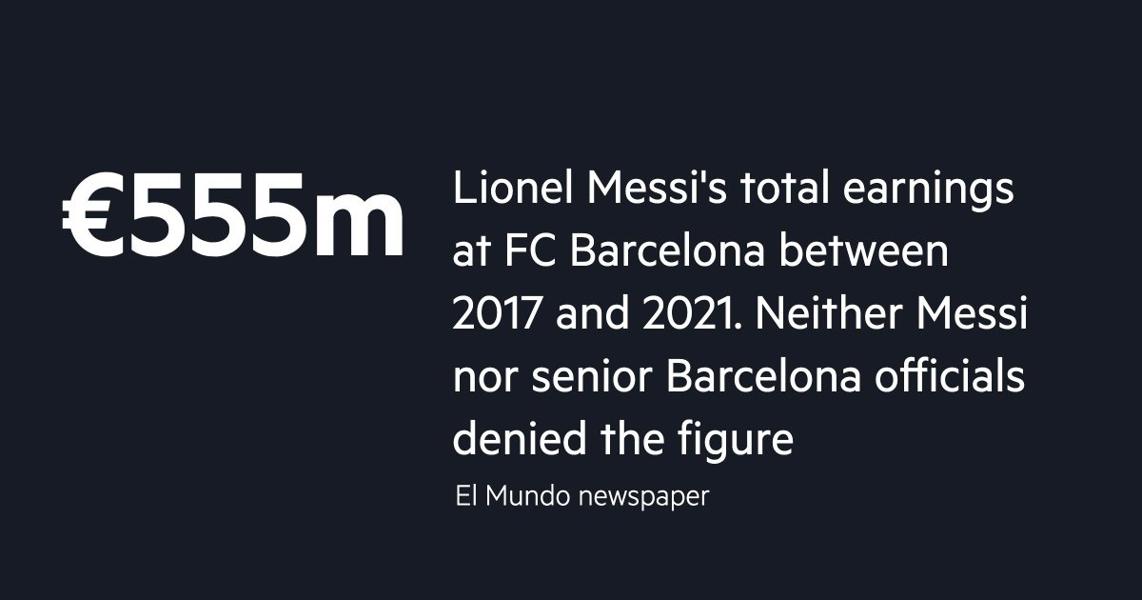 €555m
Lionel Messi's total earnings
at FC Barcelona between
2017 and 2021. Neither Messi
nor senior Barcelona officials
denied the figure
El Mundo newspaper